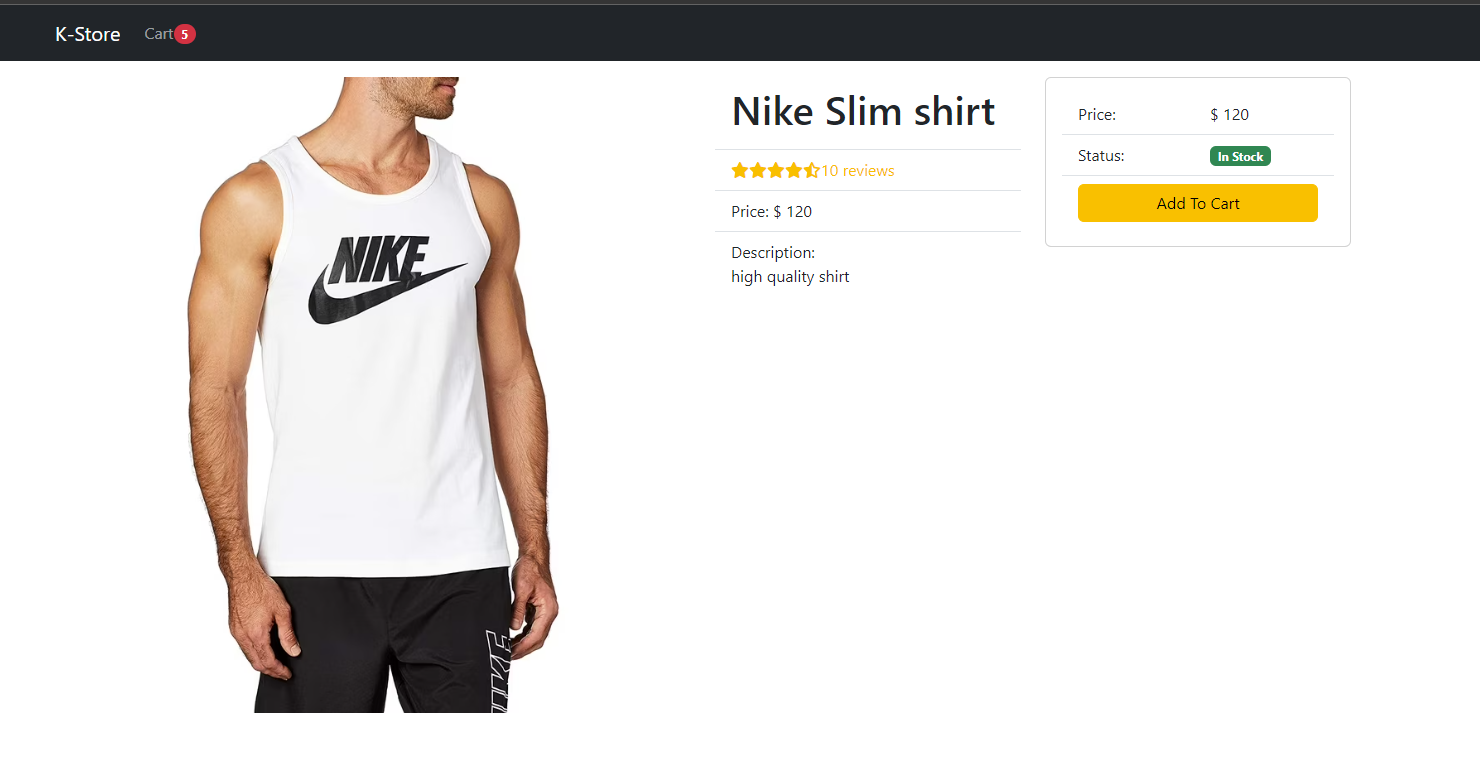 K-Store Cart 5
NIKE
NIKE
Nike Slim shirt
10 reviews
Price: $ 120
Description:
high quality shirt
Price: $ 120
Status: In Stock
Add To Cart